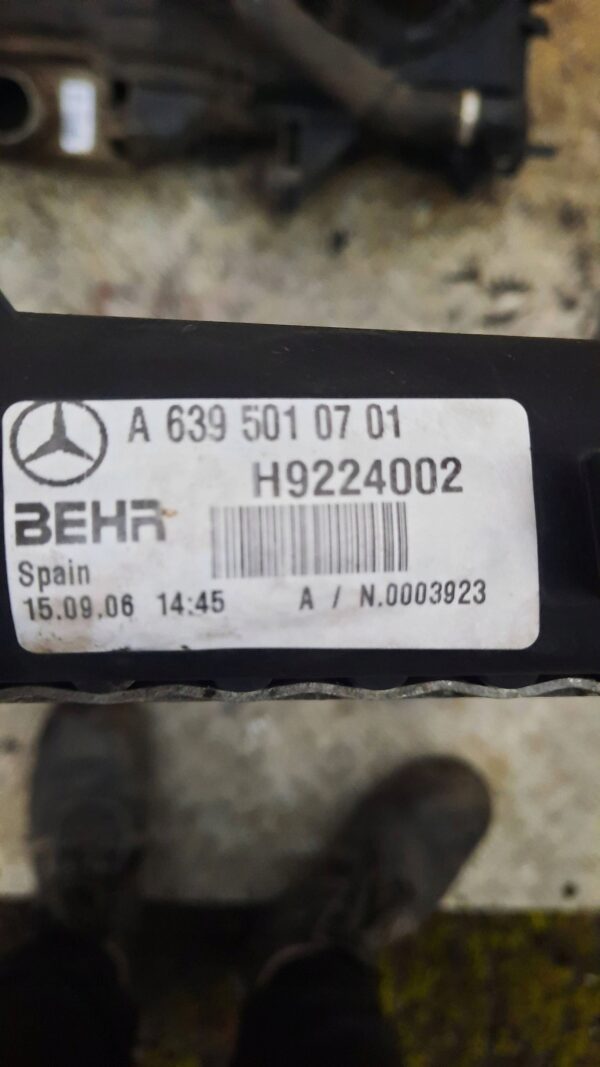 A 639 501 07 01
H9224002
BEHR
Spain
15.09.06 14:45 A / N.0003923